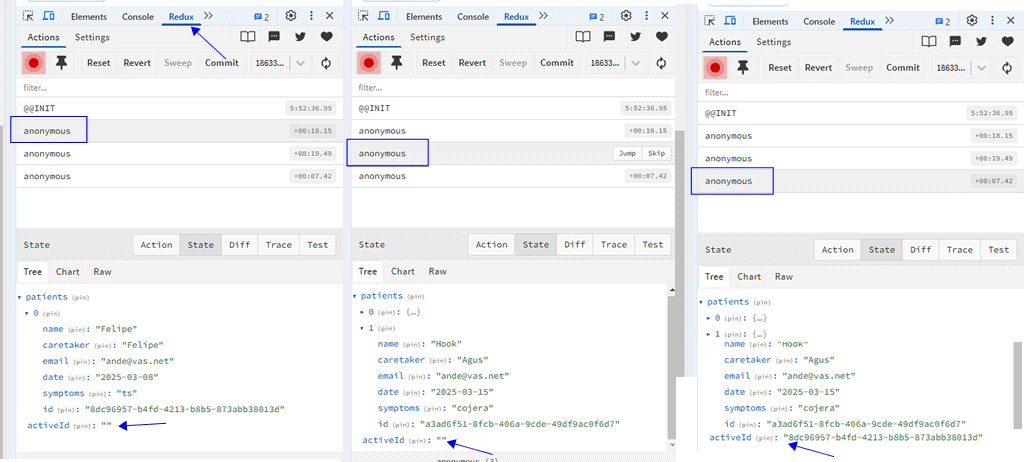 Elements Console Redux 2
Actions Settings
Reset Revert Sweep Commit 18633...
filter...
@@INIT 5:52:36.95
anonymous +00:18.15
anonymous +00:19.49
anonymous +00:07.42
State Action State Diff Trace Test
Tree Chart Raw
patients (pin)
0 (pin)
name (pin): "Felipe"
caretaker (pin): "Felipe"
email (pin): "ande@vas.net"
date (pin): "2025-03-08"
symptoms (pin): "ts"
id (pin): "8dc96957-b4fd-4213-b8b5-873abb38013d"
activeId (pin): ""
Elements Console Redux 2
Actions Settings
Reset Revert Sweep Commit 18633...
filter...
@@INIT 5:52:36.95
anonymous +00:18.15
anonymous Jump Skip
anonymous +00:07.42
State Action State Diff Trace Test
Tree Chart Raw
patients (pin)
0 (pin): {…}
1 (pin)
name (pin): "Hook"
caretaker (pin): "Agus"
email (pin): "ande@vas.net"
date (pin): "2025-03-15"
symptoms (pin): "cojera"
id (pin): "a3ad6f51-8fcb-406a-9cde-49df9ac0f6d7"
activeId (pin): ""
anonymous (3)
Elements Console Redux 2
Actions Settings
Reset Revert Sweep Commit 18633...
filter...
@@INIT 5:52:36.95
anonymous +00:18.15
anonymous +00:19.49
anonymous +00:07.42
State Action State Diff Trace Test
Tree Chart Raw
patients (pin)
0 (pin): {…}
1 (pin): {…}
name (pin): "Hook"
caretaker (pin): "Agus"
email (pin): "ande@vas.net"
date (pin): "2025-03-15"
symptoms (pin): "cojera"
id (pin): "a3ad6f51-8fcb-406a-9cde-49df9ac0f6d7"
activeId (pin): "8dc96957-b4fd-4213-b8b5-873abb38013d"